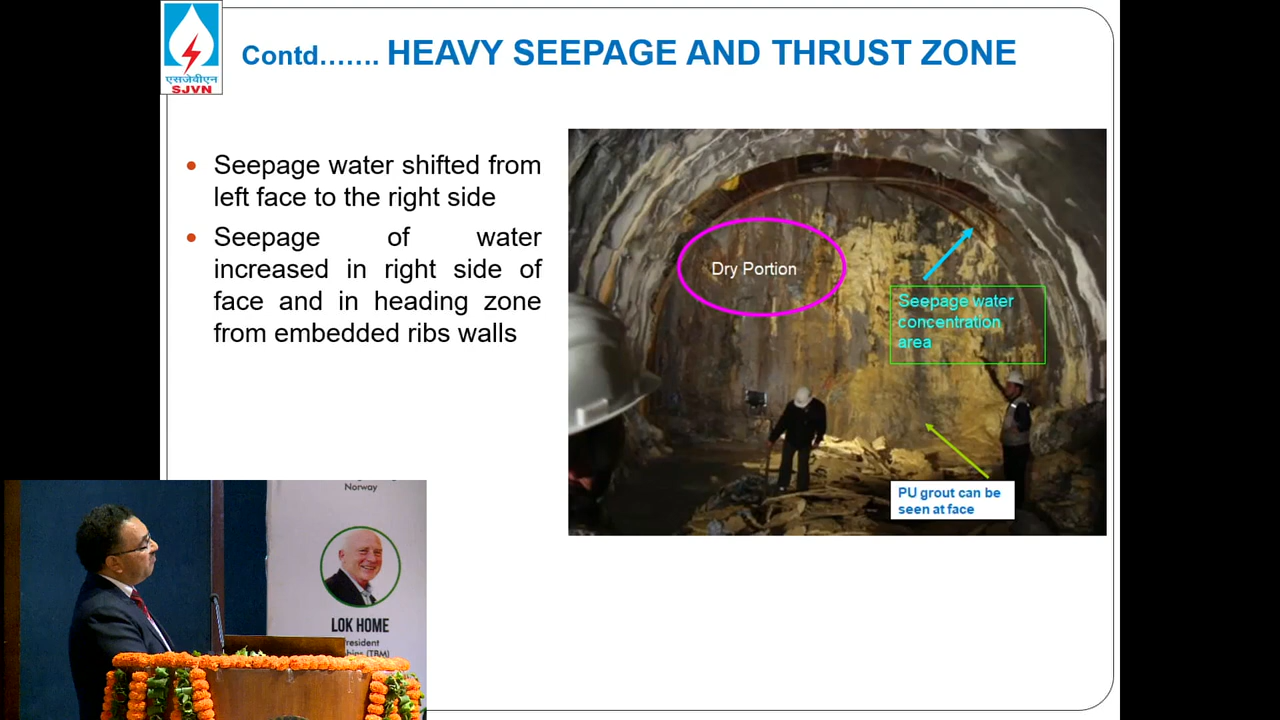 एसजेवीएन
SJVN
Contd……. HEAVY SEEPAGE AND THRUST ZONE
Seepage water shifted from
left face to the right side
Seepage of water
increased in right side of
face and in heading zone
from embedded ribs walls
Dry Portion
Seepage water
concentration
area
PU grout can be
seen at face
Norway
LOK HOME